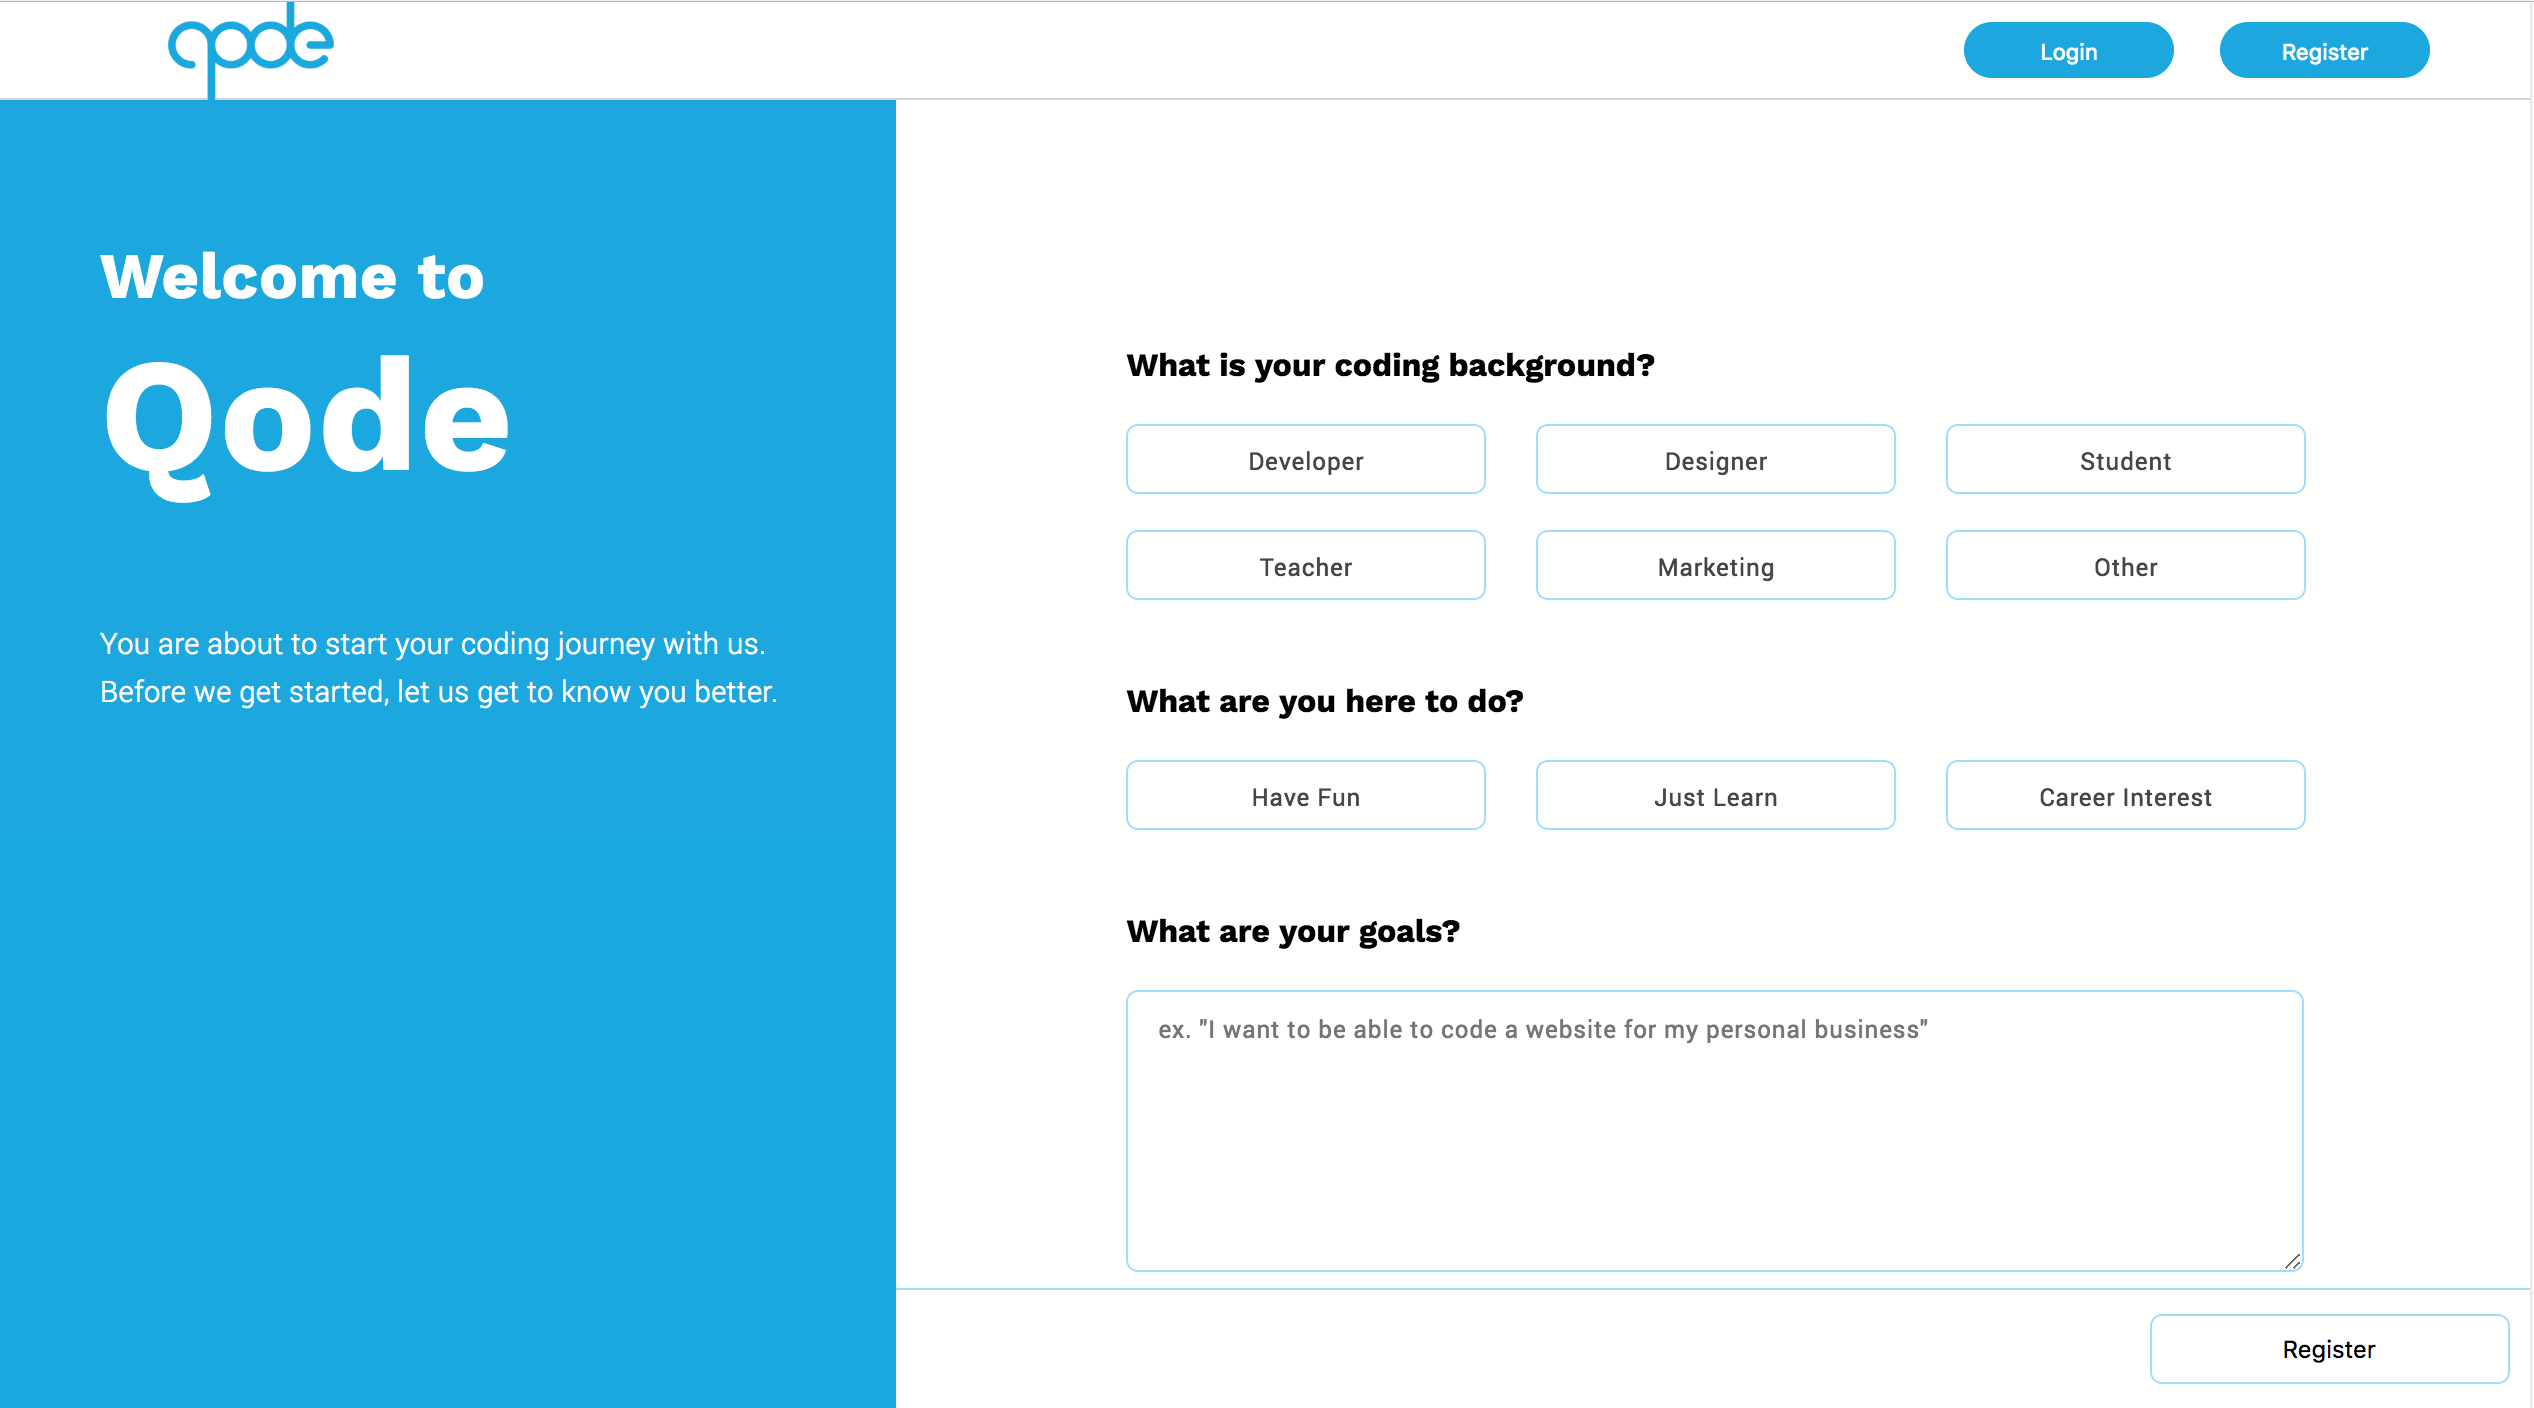 qode
Login
Register
Welcome to
Qode
You are about to start your coding journey with us.
Before we get started, let us get to know you better.
What is your coding background?
Developer
Designer
Student
Teacher
Marketing
Other
What are you here to do?
Have Fun
Just Learn
Career Interest
What are your goals?
ex. "I want to be able to code a website for my personal business"
Register